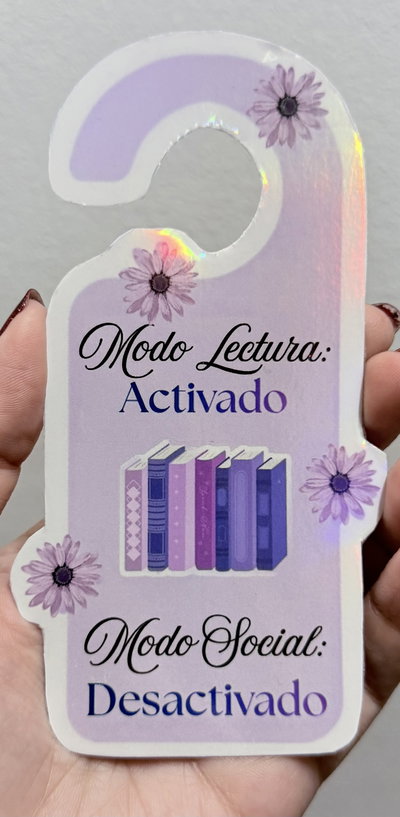 Modo Lectura:
Activado
Modo Social:
Desactivado